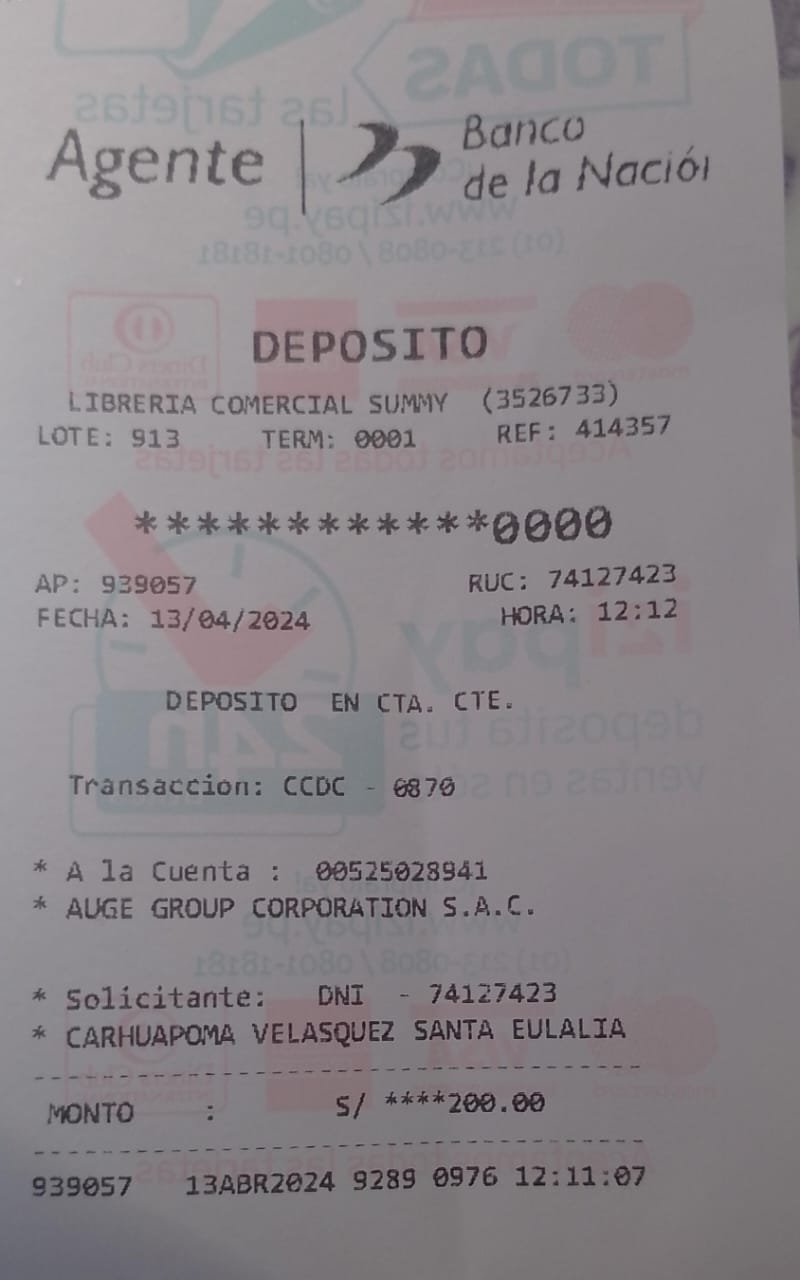 Agente | Banco
de la Nación
DEPOSITO
LIBRERIA COMERCIAL SUMMY (3526733)
LOTE: 913 TERM: 0001 REF: 414357
************0000
AP: 939057 RUC: 74127423
FECHA: 13/04/2024 HORA: 12:12
DEPOSITO EN CTA. CTE.
Transaccion: CCDC - 0870
* A la Cuenta : 00525028941
* AUGE GROUP CORPORATION S.A.C.
* Solicitante: DNI - 74127423
* CARHUAPOMA VELASQUEZ SANTA EULALIA
MONTO : S/ ****200.00
939057 13ABR2024 9289 0976 12:11:07